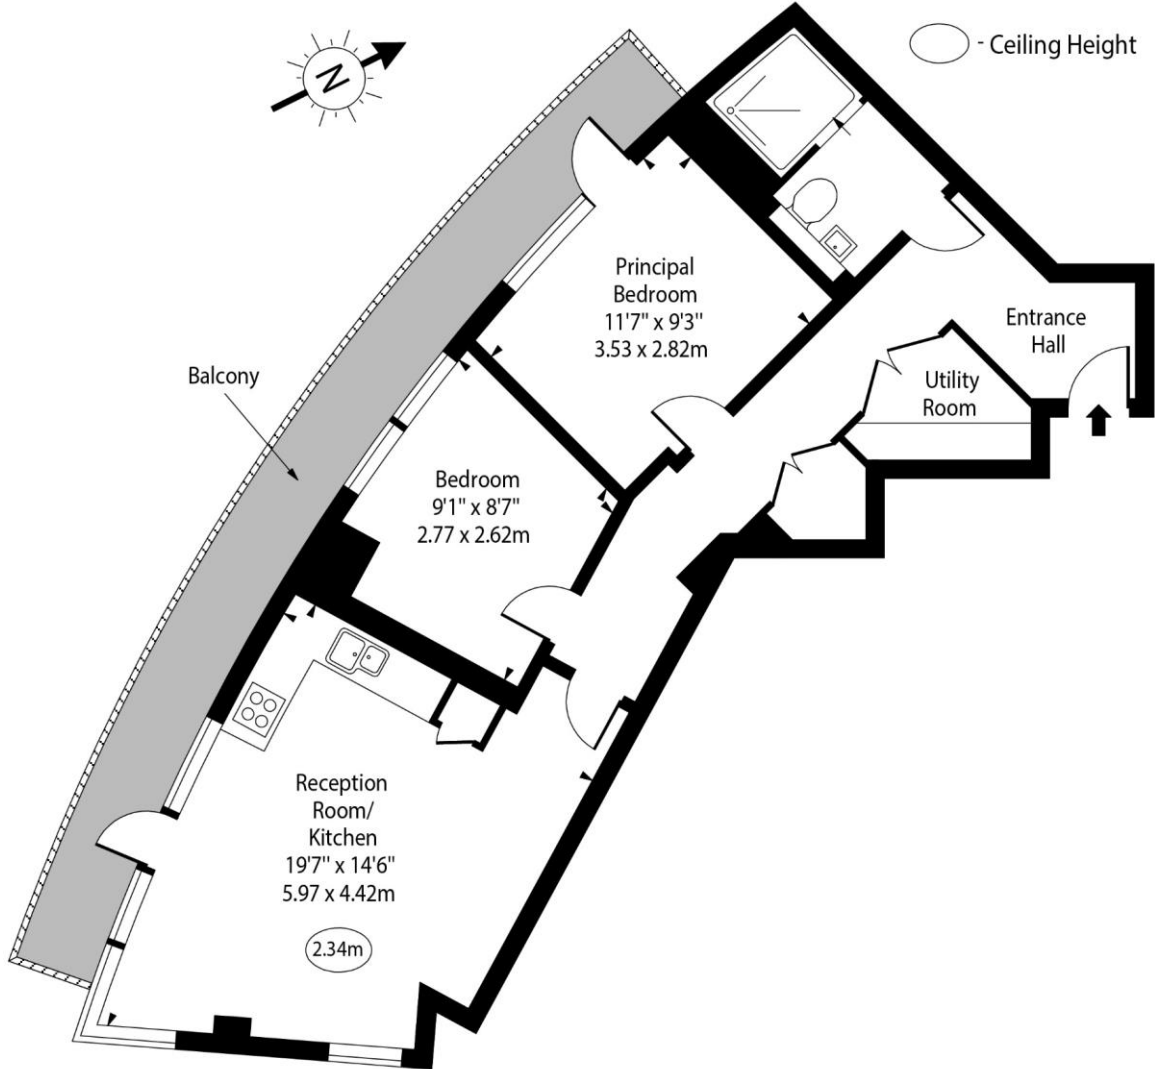 N
- Ceiling Height
Principal
Bedroom
11'7" x 9'3"
3.53 x 2.82m
Entrance
Hall
Balcony
Utility
Room
Bedroom
9'1" x 8'7"
2.77 x 2.62m
Reception
Room/
Kitchen
19'7" x 14'6"
5.97 x 4.42m
2.34m